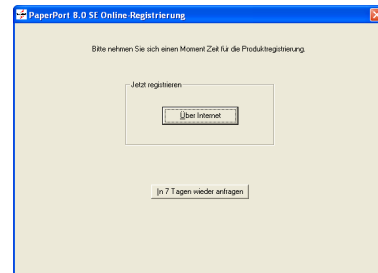 PaperPort 8.0 SE Online-Registrierung
Bitte nehmen Sie sich einen Moment Zeit für die Produktregistrierung.
Jetzt registrieren
Über Internet
In 7 Tagen wieder anfragen